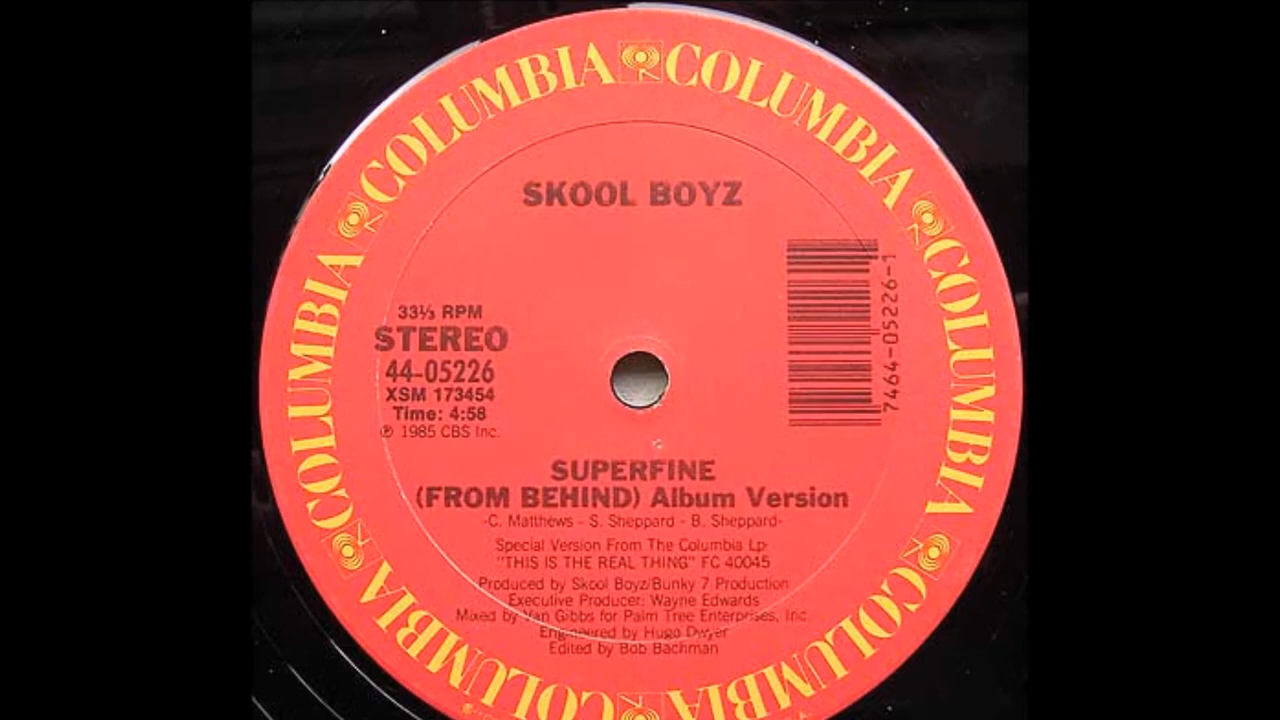 COLUMBIA COLUMBIA COLUMBIA COLUMBIA COLUMBIA COLUMBIA COLUMBIA COLUMBIA
SKOOL BOYZ
7464-05226-1
33⅓ RPM
STEREO
44-05226
XSM 173454
Time: 4:58
℗ 1985 CBS Inc.
SUPERFINE
(FROM BEHIND) Album Version
-C. Matthews - S. Sheppard - B. Sheppard-
Special Version From The Columbia Lp:
"THIS IS THE REAL THING" FC 40045
Produced by Skool Boyz/Bunky 7 Production
Executive Producer: Wayne Edwards
Mixed by Van Gibbs for Palm Tree Enterprises, Inc.
Engineered by Hugo Dwyer
Edited by Bob Bachman